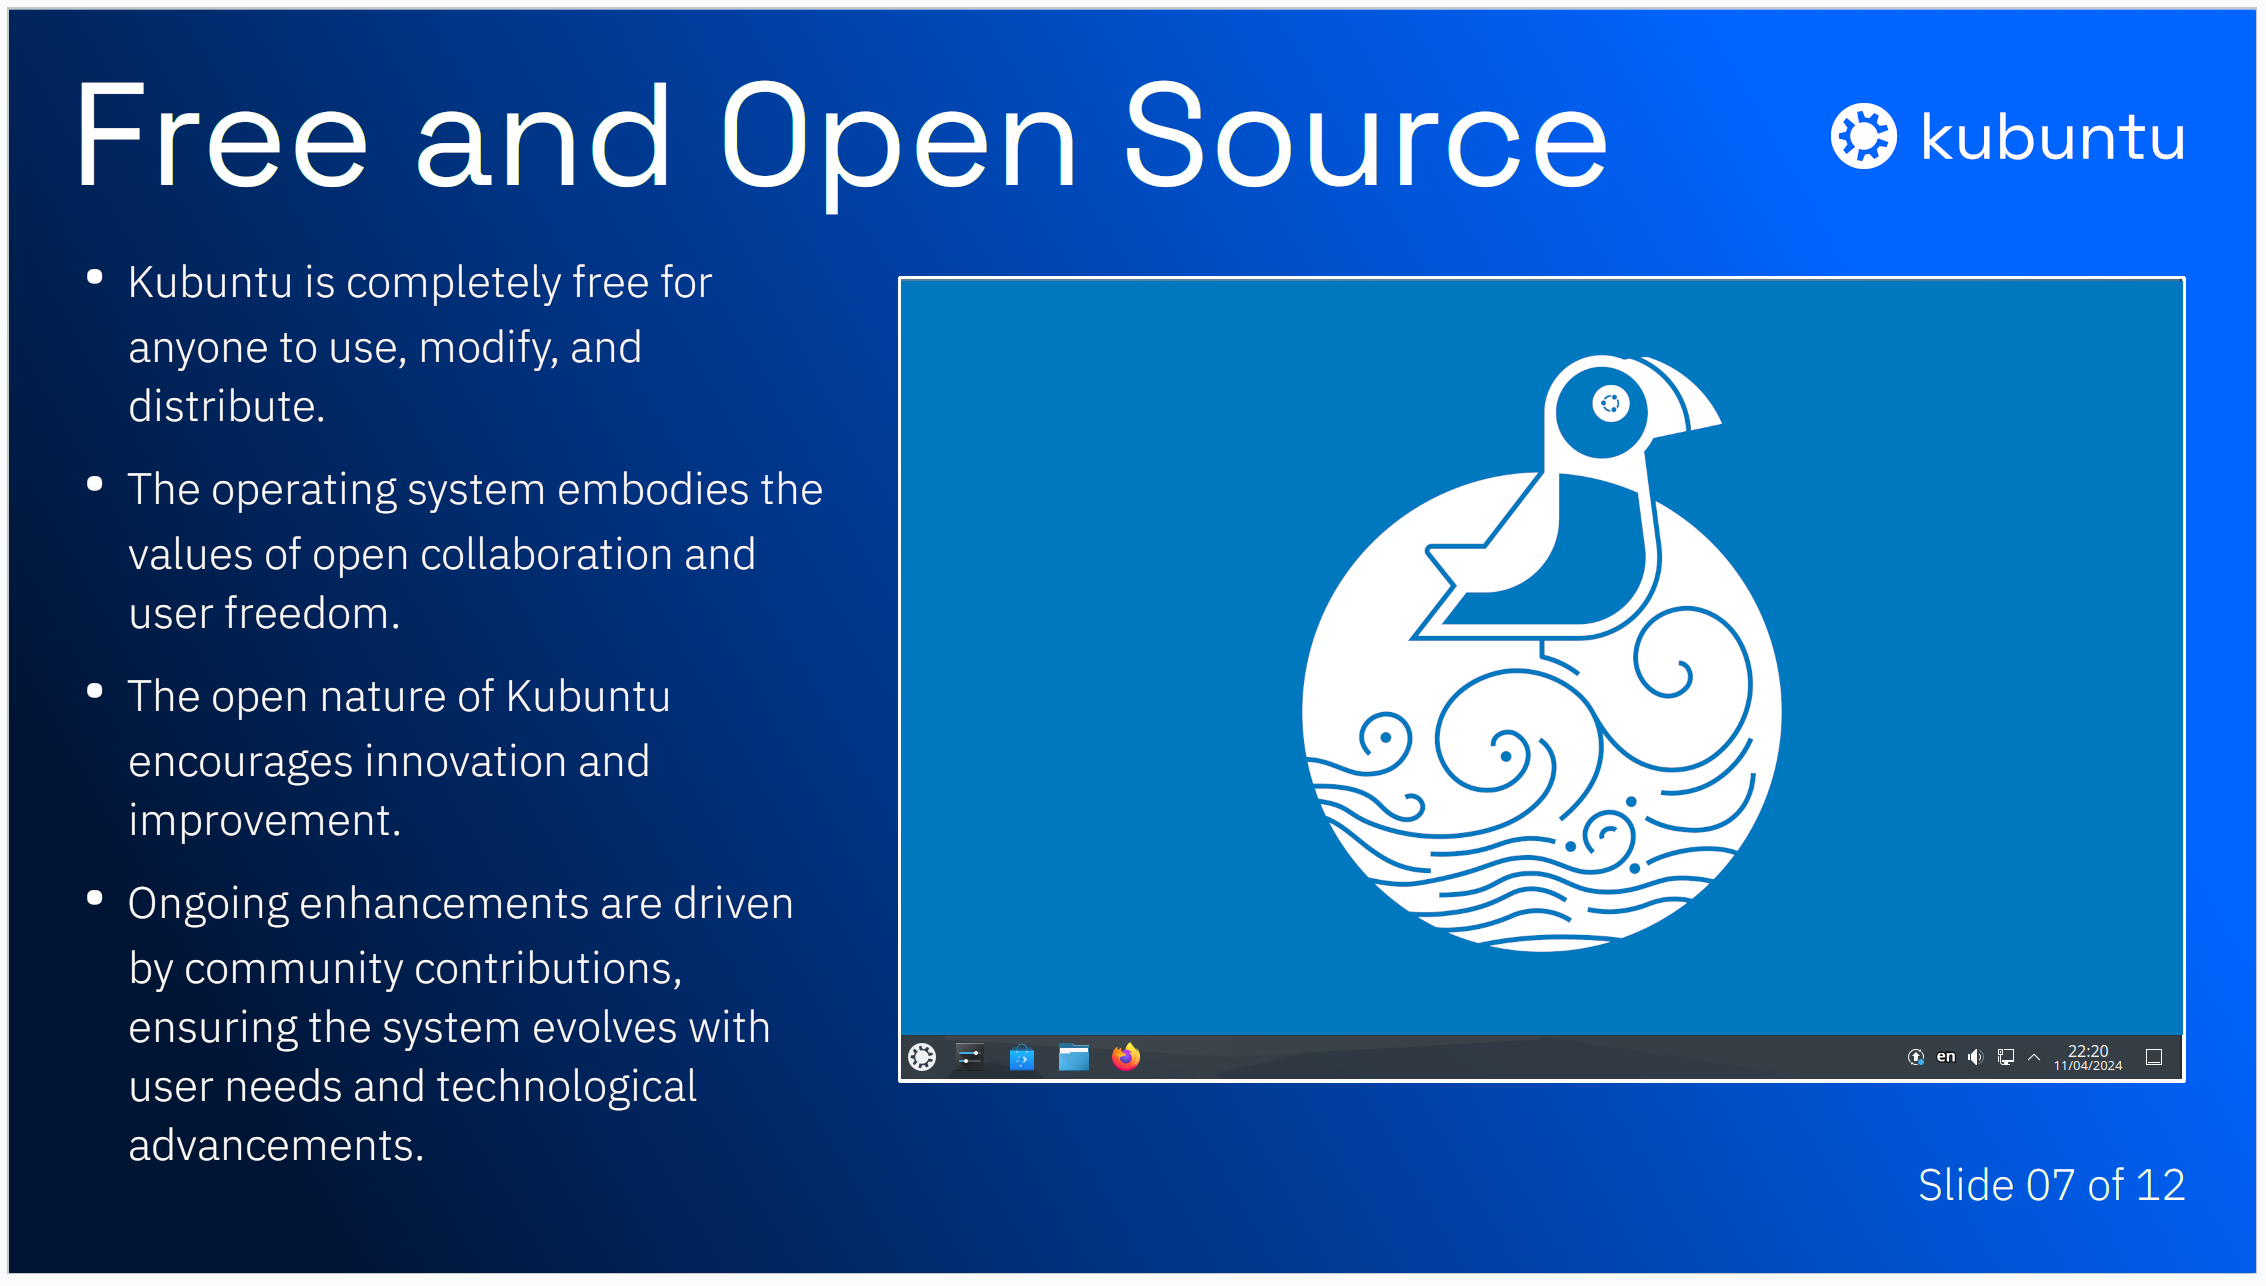 Free and Open Source
kubuntu
• Kubuntu is completely free for
anyone to use, modify, and
distribute.
• The operating system embodies the
values of open collaboration and
user freedom.
• The open nature of Kubuntu
encourages innovation and
improvement.
• Ongoing enhancements are driven
by community contributions,
ensuring the system evolves with
user needs and technological
advancements.
en
22:20
11/04/2024
Slide 07 of 12